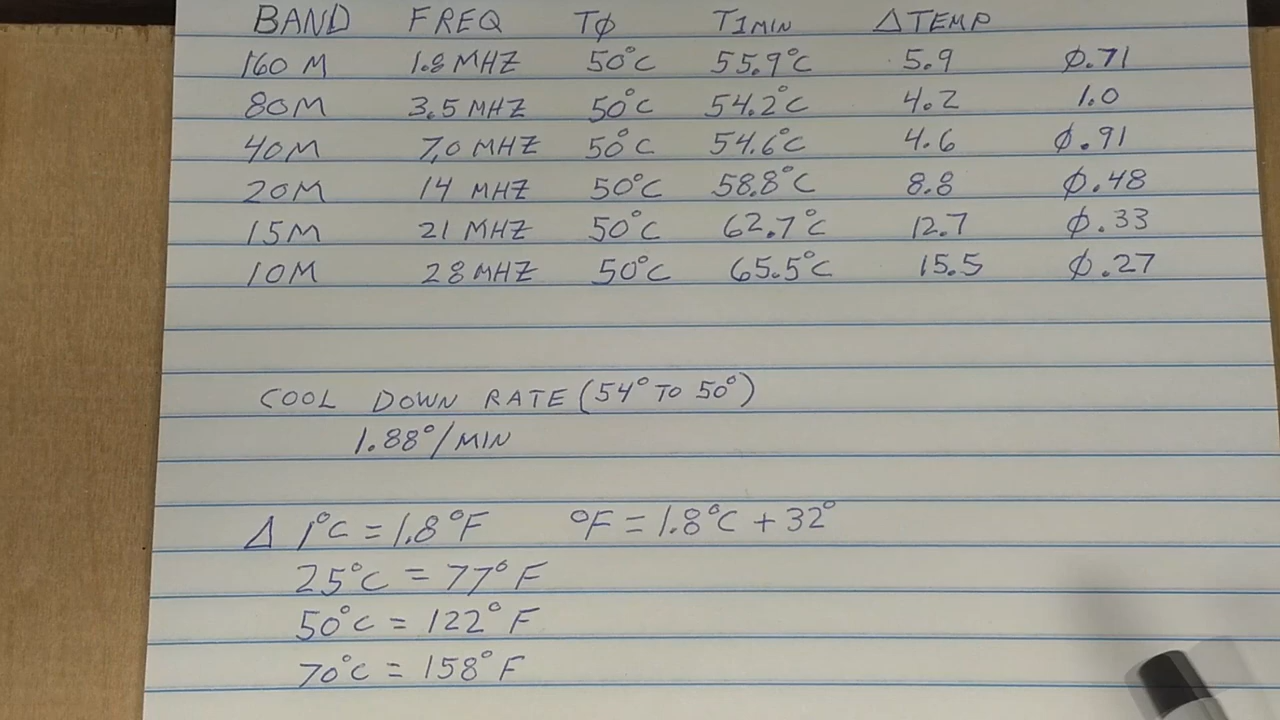 BAND FREQ TØ T1MIN Δ TEMP
160 M 1.8 MHZ 50°C 55.9°C 5.9 Ø.71
80M 3.5 MHZ 50°C 54.2°C 4.2 1.0
40M 7.0 MHZ 50°C 54.6°C 4.6 Ø.91
20M 14 MHZ 50°C 58.8°C 8.8 Ø.48
15M 21 MHZ 50°C 62.7°C 12.7 Ø.33
10M 28 MHZ 50°C 65.5°C 15.5 Ø.27
COOL DOWN RATE (54° TO 50°)
1.88°/MIN
Δ 1°C = 1.8°F °F = 1.8°C + 32°
25°C = 77°F
50°C = 122°F
70°C = 158°F